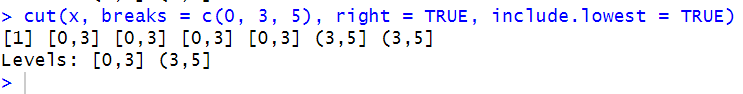 > cut(x, breaks = c(0, 3, 5), right = TRUE, include.lowest = TRUE)
[1] [0,3] [0,3] [0,3] [0,3] (3,5] (3,5]
Levels: [0,3] (3,5]
>